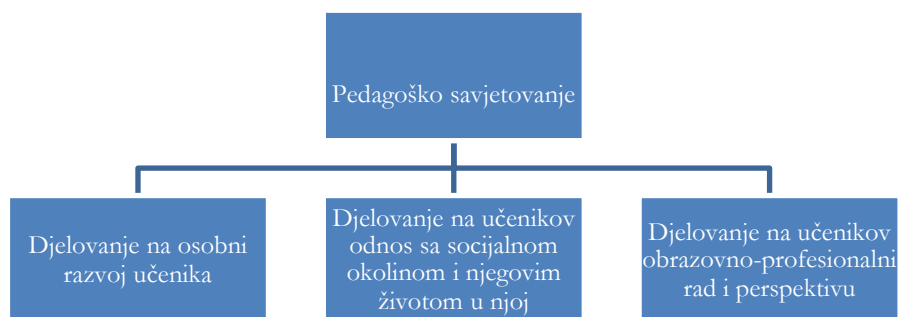 Pedagoško savjetovanje
Djelovanje na osobni
razvoj učenika
Djelovanje na učenikov
odnos sa socijalnom
okolinom i njegovim
životom u njoj
Djelovanje na učenikov
obrazovno-profesionalni
rad i perspektivu